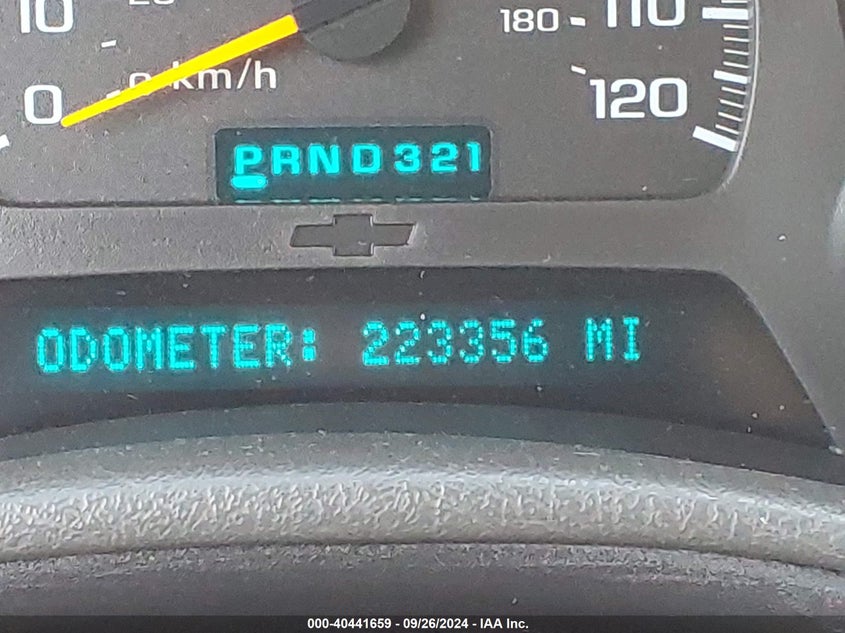 10
180 110
0 km/h
120
PRND321
ODOMETER: 223356 MI
000-40441659 - 09/26/2024 - IAA Inc.